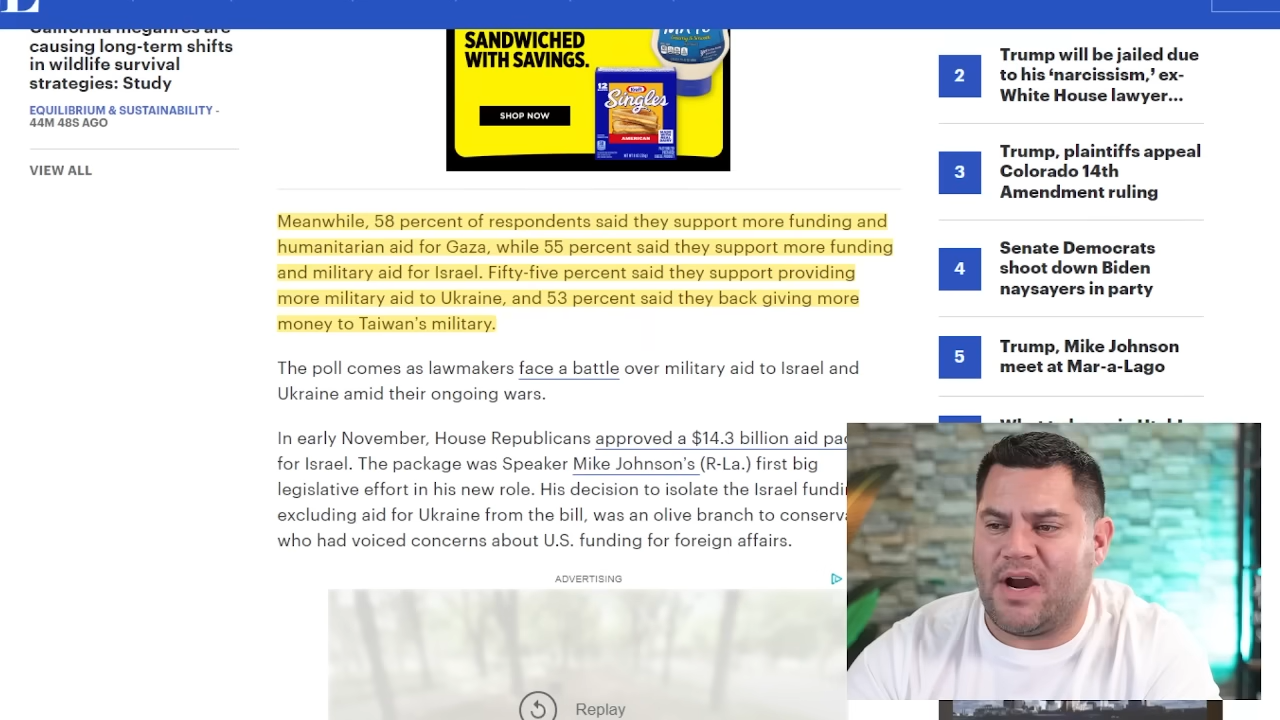 California megafires are
causing long-term shifts
in wildlife survival
strategies: Study
EQUILIBRIUM & SUSTAINABILITY -
44M 48S AGO
VIEW ALL
SANDWICHED
WITH SAVINGS.
SHOP NOW
12
Kraft
Singles
AMERICAN
Meanwhile, 58 percent of respondents said they support more funding and
humanitarian aid for Gaza, while 55 percent said they support more funding
and military aid for Israel. Fifty-five percent said they support providing
more military aid to Ukraine, and 53 percent said they back giving more
money to Taiwan's military.
The poll comes as lawmakers face a battle over military aid to Israel and
Ukraine amid their ongoing wars.
In early November, House Republicans approved a $14.3 billion aid pac
for Israel. The package was Speaker Mike Johnson's (R-La.) first big
legislative effort in his new role. His decision to isolate the Israel fundi
excluding aid for Ukraine from the bill, was an olive branch to conserva
who had voiced concerns about U.S. funding for foreign affairs.
ADVERTISING
Replay
2
Trump will be jailed due
to his ‘narcissism,’ ex-
White House lawyer...
3
Trump, plaintiffs appeal
Colorado 14th
Amendment ruling
4
Senate Democrats
shoot down Biden
naysayers in party
5
Trump, Mike Johnson
meet at Mar-a-Lago